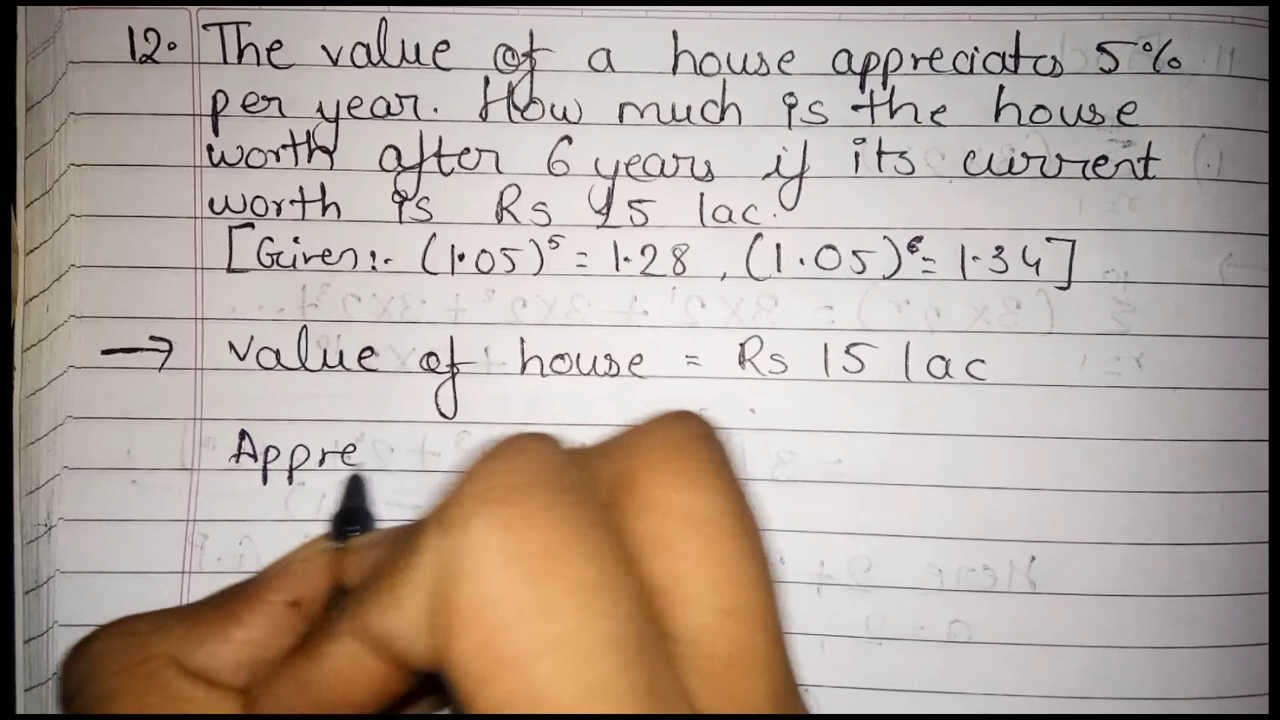 12. The value of a house appreciates 5%
per year. How much is the house
worth after 6 years if its current
worth is Rs 15 lac.
[Given:- (1.05)⁵ = 1.28 , (1.05)⁶ = 1.34]
→ value of house = Rs 15 lac
Appre